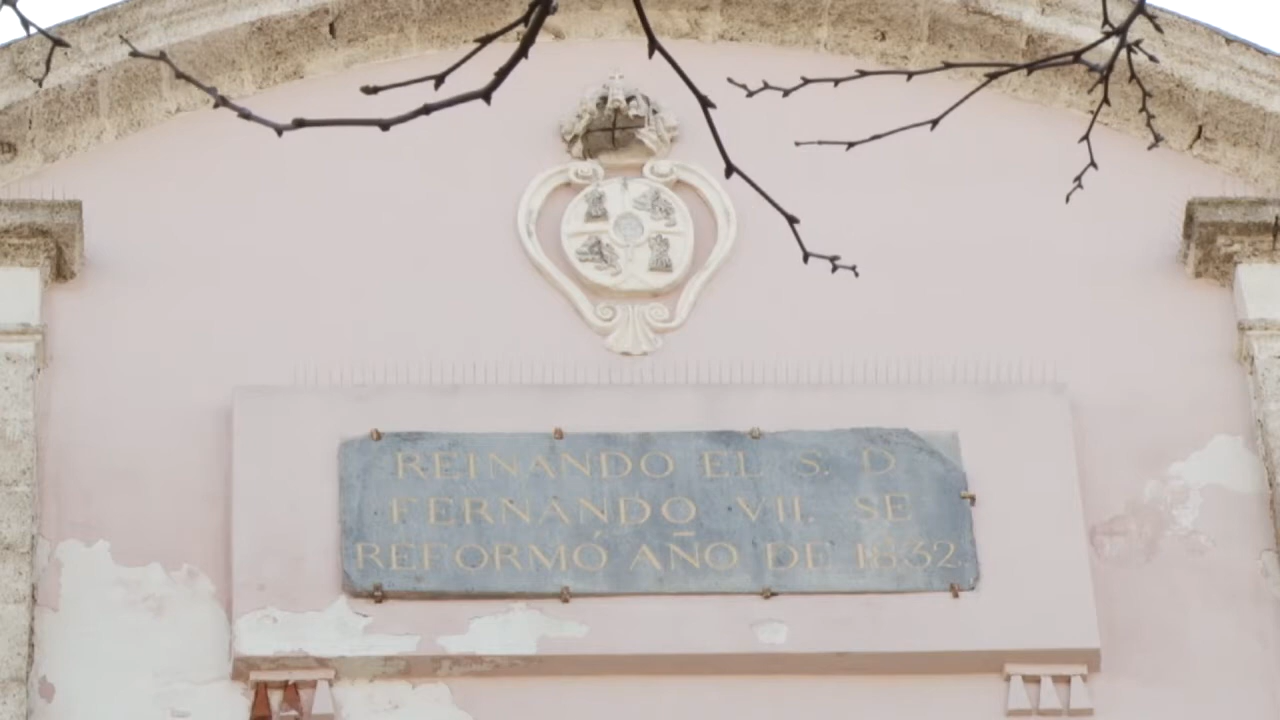 REINANDO EL S. D
FERNANDO VII. SE
REFORMÓ AÑO DE 1832